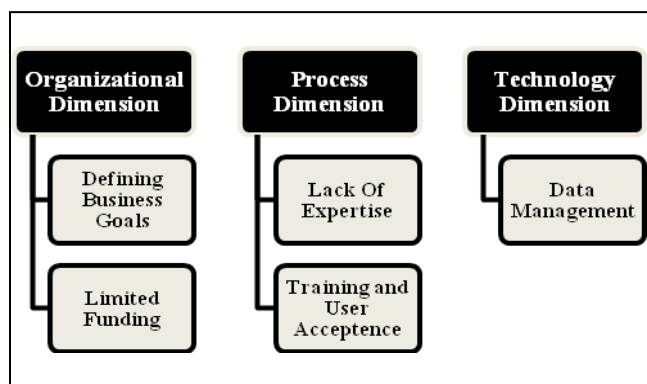 Organizational
Dimension
Defining
Business
Goals
Limited
Funding
Process
Dimension
Lack Of
Expertise
Training and
User
Acceptence
Technology
Dimension
Data
Management